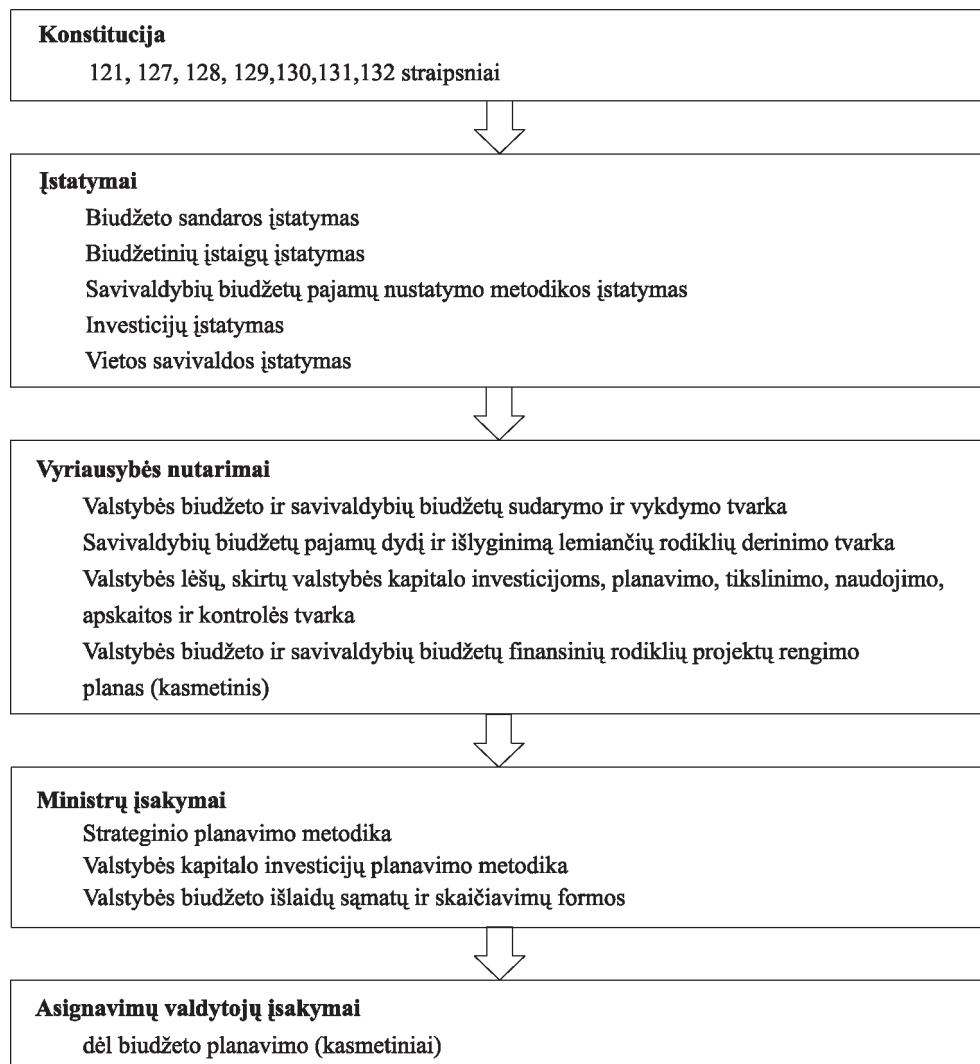 Konstitucija
121, 127, 128, 129,130,131,132 straipsniai
Įstatymai
Biudžeto sandaros įstatymas
Biudžetinių įstaigų įstatymas
Savivaldybių biudžetų pajamų nustatymo metodikos įstatymas
Investicijų įstatymas
Vietos savivaldos įstatymas
Vyriausybės nutarimai
Valstybės biudžeto ir savivaldybių biudžetų sudarymo ir vykdymo tvarka
Savivaldybių biudžetų pajamų dydį ir išlyginimą lemiančių rodiklių derinimo tvarka
Valstybės lėšų, skirtų valstybės kapitalo investicijoms, planavimo, tikslinimo, naudojimo,
apskaitos ir kontrolės tvarka
Valstybės biudžeto ir savivaldybių biudžetų finansinių rodiklių projektų rengimo
planas (kasmetinis)
Ministrų įsakymai
Strateginio planavimo metodika
Valstybės kapitalo investicijų planavimo metodika
Valstybės biudžeto išlaidų sąmatų ir skaičiavimų formos
Asignavimų valdytojų įsakymai
dėl biudžeto planavimo (kasmetiniai)